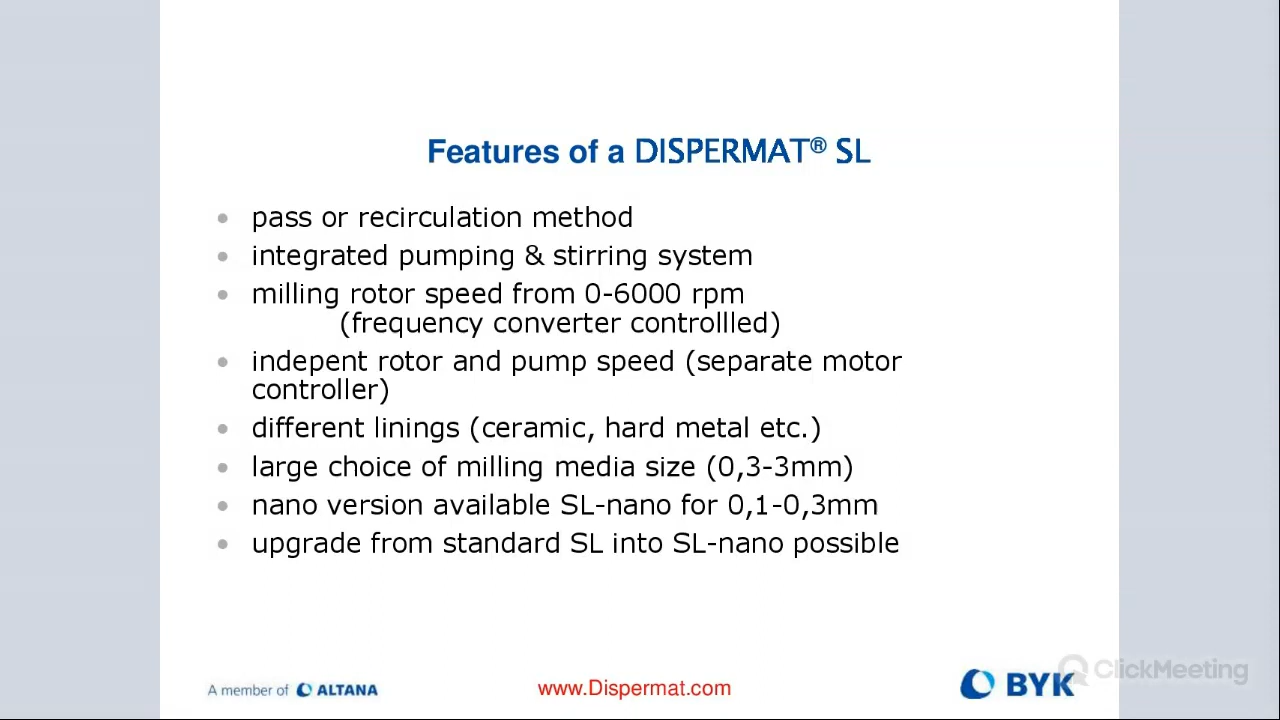 Features of a DISPERMAT® SL
• pass or recirculation method
• integrated pumping & stirring system
• milling rotor speed from 0-6000 rpm
(frequency converter controllled)
• indepent rotor and pump speed (separate motor
controller)
• different linings (ceramic, hard metal etc.)
• large choice of milling media size (0,3-3mm)
• nano version available SL-nano for 0,1-0,3mm
• upgrade from standard SL into SL-nano possible
ClickMeeting
A member of ALTANA
www.Dispermat.com
BYK